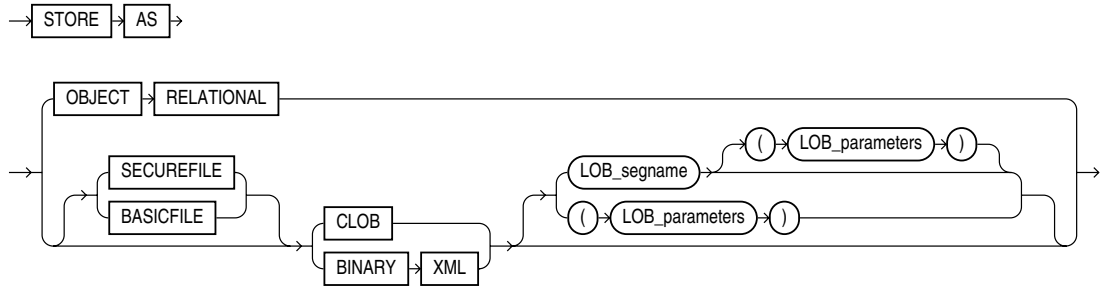 STORE AS
OBJECT RELATIONAL
( LOB_parameters )
SECUREFILE LOB_segname
BASICFILE ( LOB_parameters )
CLOB
BINARY XML